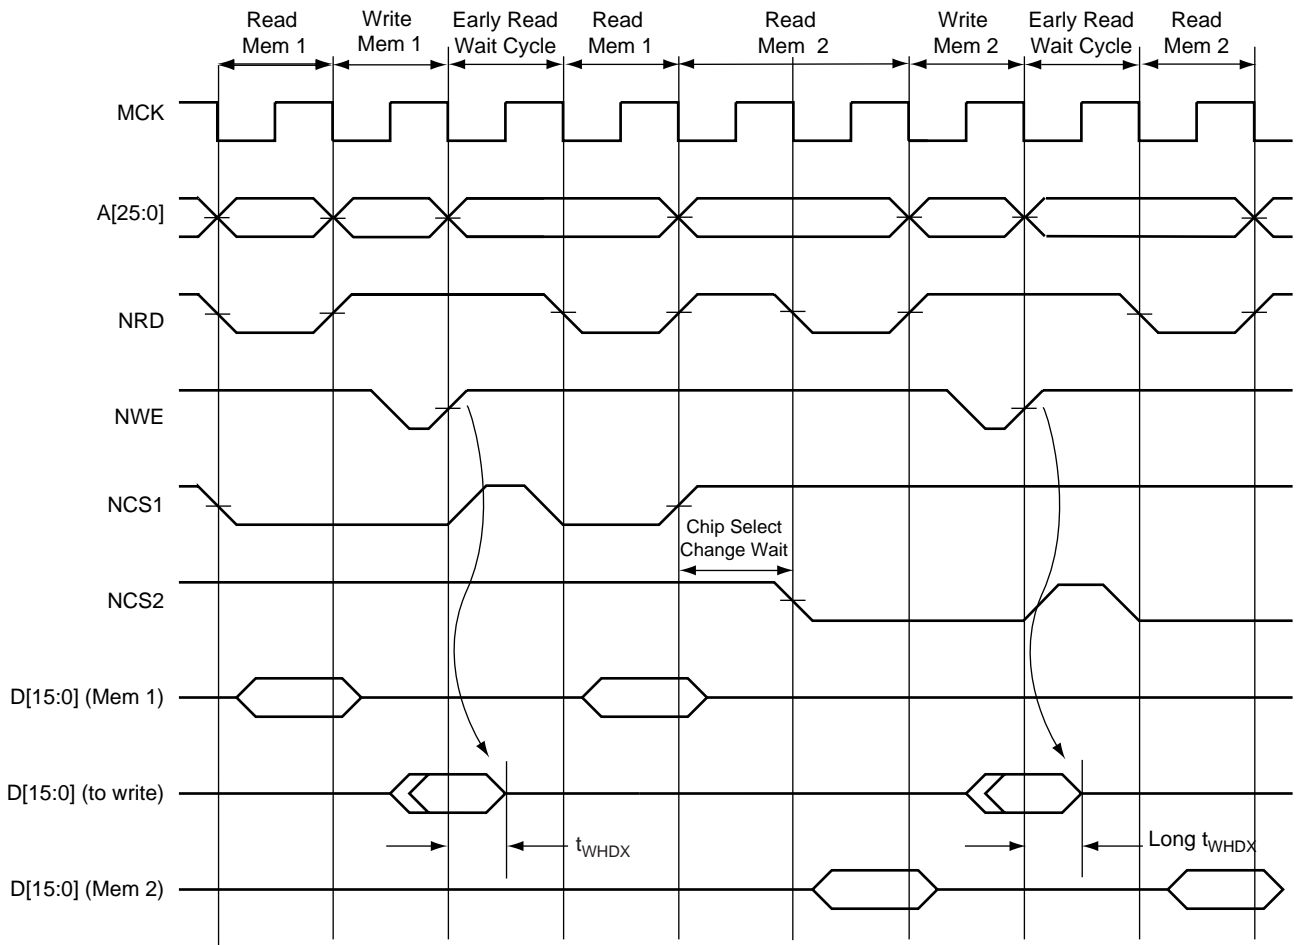 Read
Mem 1
Write
Mem 1
Early Read
Wait Cycle
Read
Mem 1
Read
Mem 2
Write
Mem 2
Early Read
Wait Cycle
Read
Mem 2
MCK
A[25:0]
NRD
NWE
NCS1
Chip Select
Change Wait
NCS2
D[15:0] (Mem 1)
D[15:0] (to write)
tWHDX
Long tWHDX
D[15:0] (Mem 2)